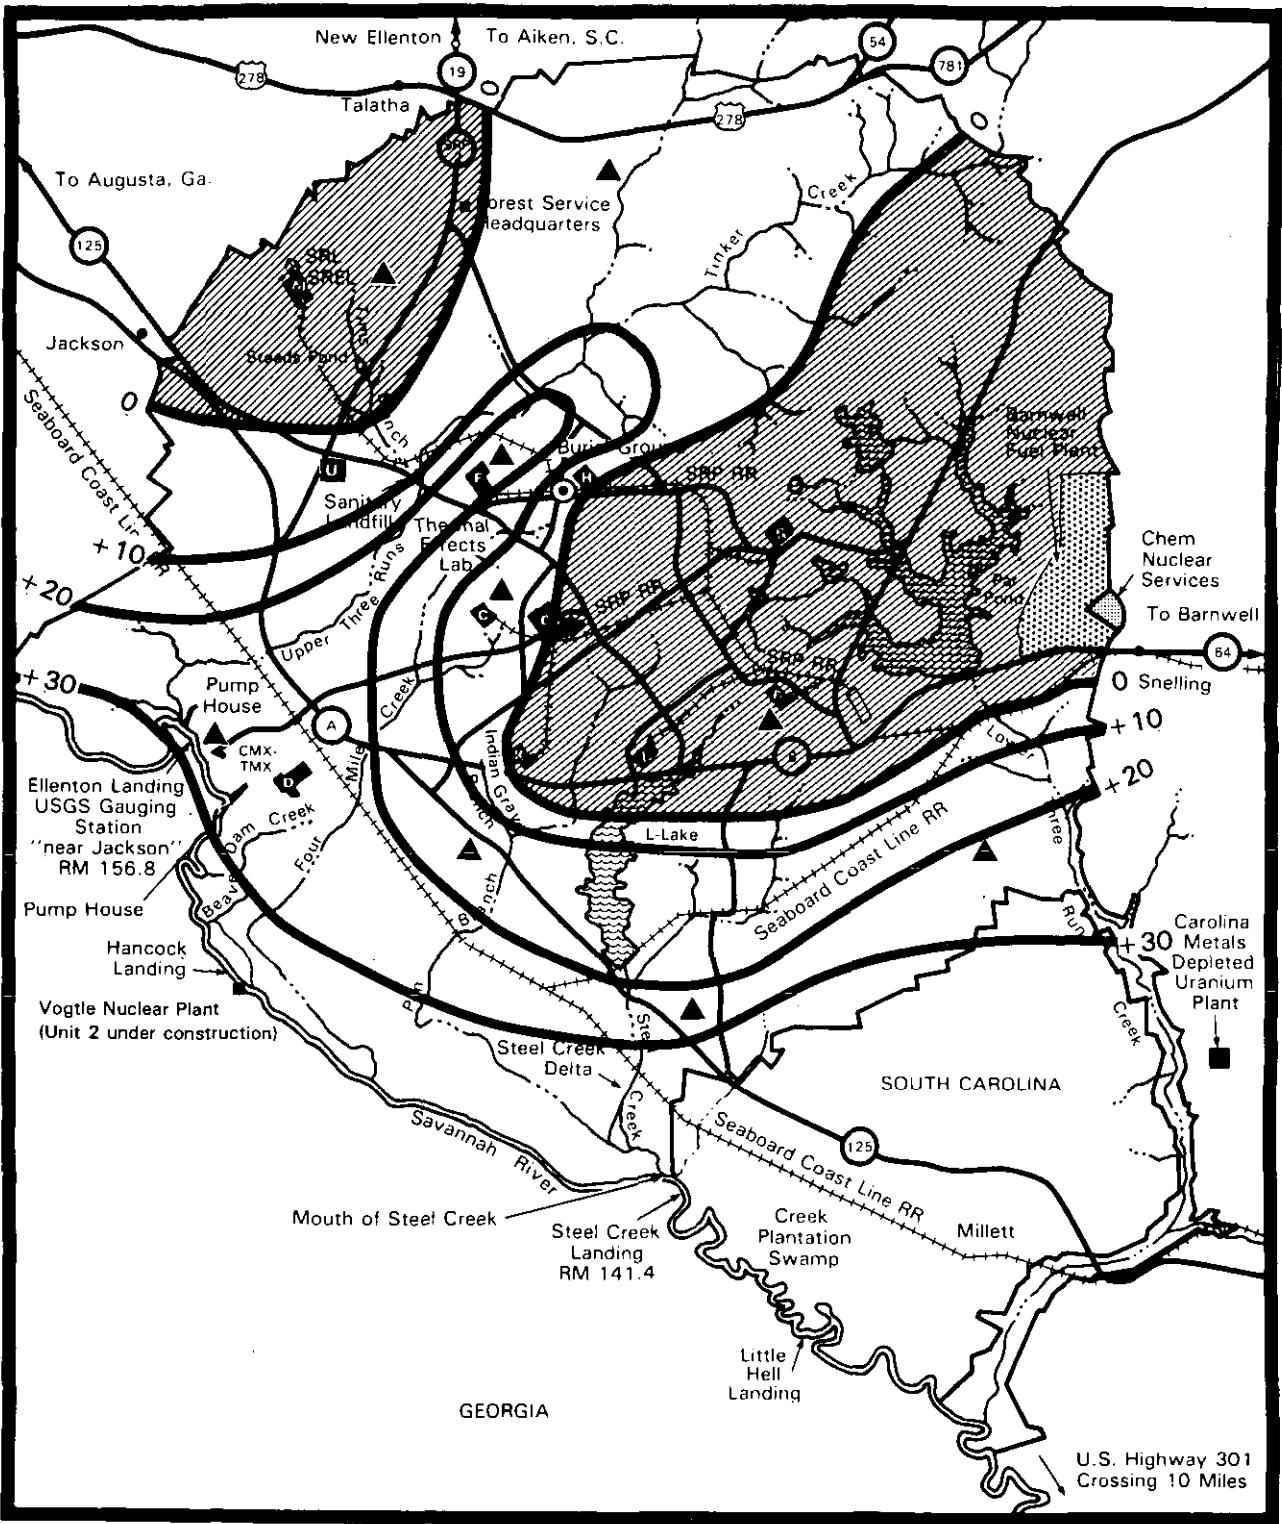 New Ellenton
To Aiken, S.C.
54
781
19
278
Talatha
278
To Augusta, Ga.
125
Forest Service
Headquarters
Creek
Tinker
SRL
SREL
Jackson
Steeds Pond
0
Seaboard Coast Line RR
Barnwell
Nuclear
Fuel Plant
U
Sanitary
Landfill
F
H
SRP RR
Thermal
Effects
Lab
+10
+20
Chem
Nuclear
Services
Par
Pond
To Barnwell
64
Upper Three Runs
C
SRP RR
SRP RR
+30
Pump
House
Creek
0 Snelling
+10
A
B
CMX-
TMX
D
Indian Grave
Branch
Lower
Three
Run
Creek
+20
Ellenton Landing
USGS Gauging
Station
"near Jackson"
RM 156.8
Beaver Dam Creek
Four
Mile
L-Lake
Seaboard Coast Line RR
Pump House
Pen
Branch
Hancock
Landing
+30
Carolina
Metals
Depleted
Uranium
Plant
Vogtle Nuclear Plant
(Unit 2 under construction)
Steel Creek
Delta
Steel
Creek
SOUTH CAROLINA
Savannah River
Seaboard Coast Line RR
125
Mouth of Steel Creek
Steel Creek
Landing
RM 141.4
Creek
Plantation
Swamp
Millett
Little
Hell
Landing
GEORGIA
U.S. Highway 301
Crossing 10 Miles